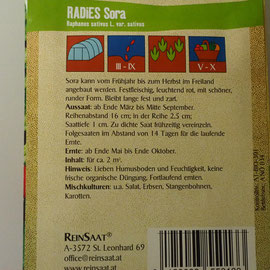 RADiES Sora
Raphanus sativus L. var. sativus
III - IX
V - X
Sora kann vom Frühjahr bis zum Herbst im Freiland
angebaut werden. Festfleischig, leuchtend rot, mit schöner,
runder Form. Bleibt lange fest und zart.
Aussaat: ab Ende März bis Mitte September.
Reihenabstand 16 cm; in der Reihe 2.5 cm;
Saattiefe 1 cm. Zu dichte Saat frühzeitig vereinzeln.
Folgesaaten im Abstand von 14 Tagen für die laufende
Ernte.
Ernte: ab Ende Mai bis Ende Oktober.
Inhalt: für ca. 2 m².
Hinweis: Lieben Humusboden und Feuchtigkeit, keine
frische organische Düngung. Fortlaufend ernten.
Mischkulturen: u.a. Salat, Erbsen, Stangenbohnen,
Karotten.
REINSAAT®
A-3572 St. Leonhard 69
office@reinsaat.at
www.reinsaat.at